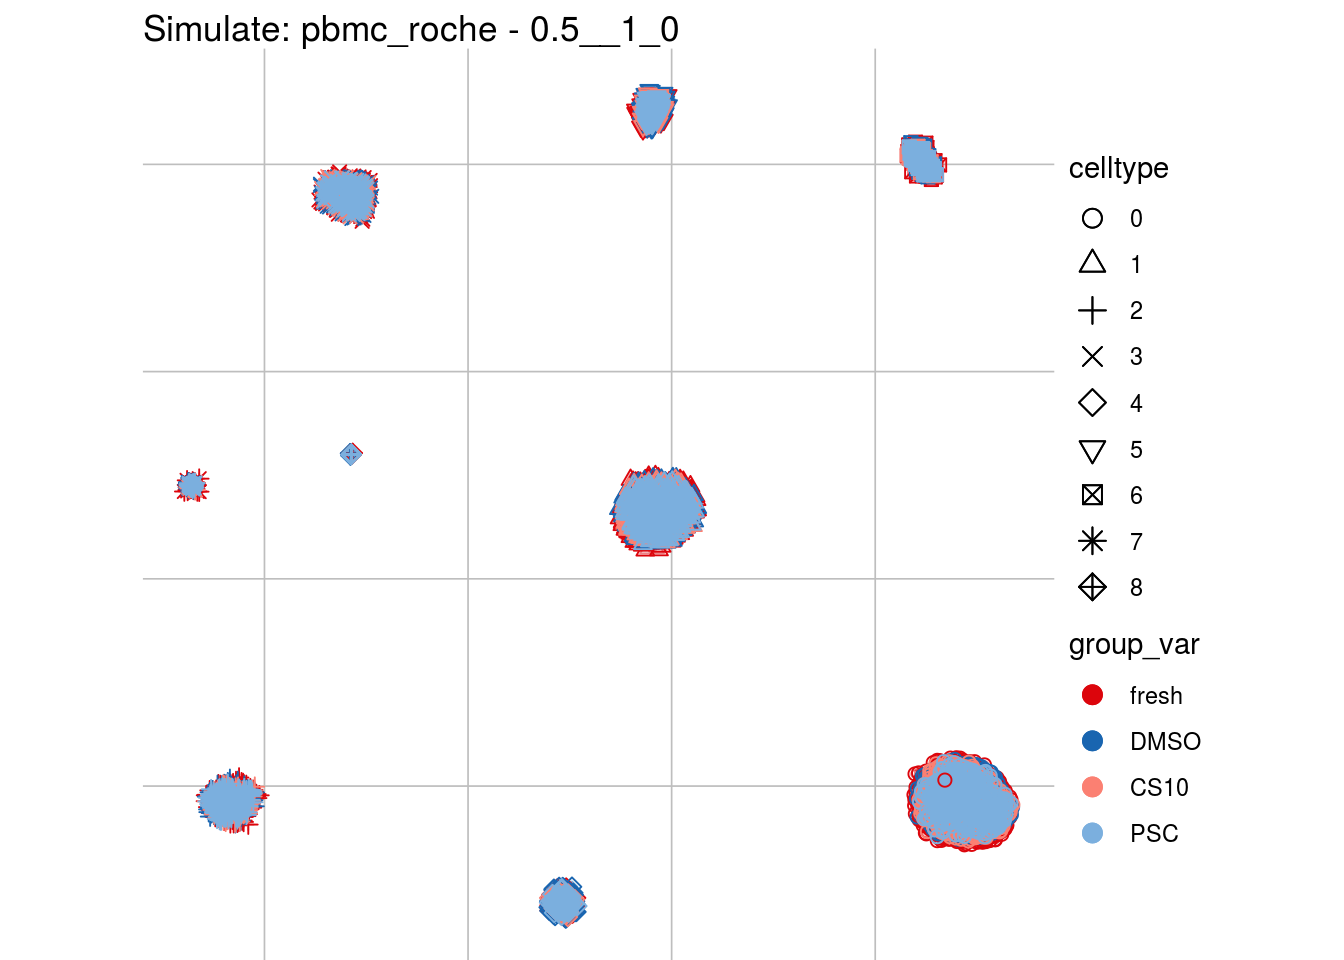 Simulate: pbmc_roche - 0.5__1_0
celltype
0
1
2
3
4
5
6
7
8
group_var
fresh
DMSO
CS10
PSC